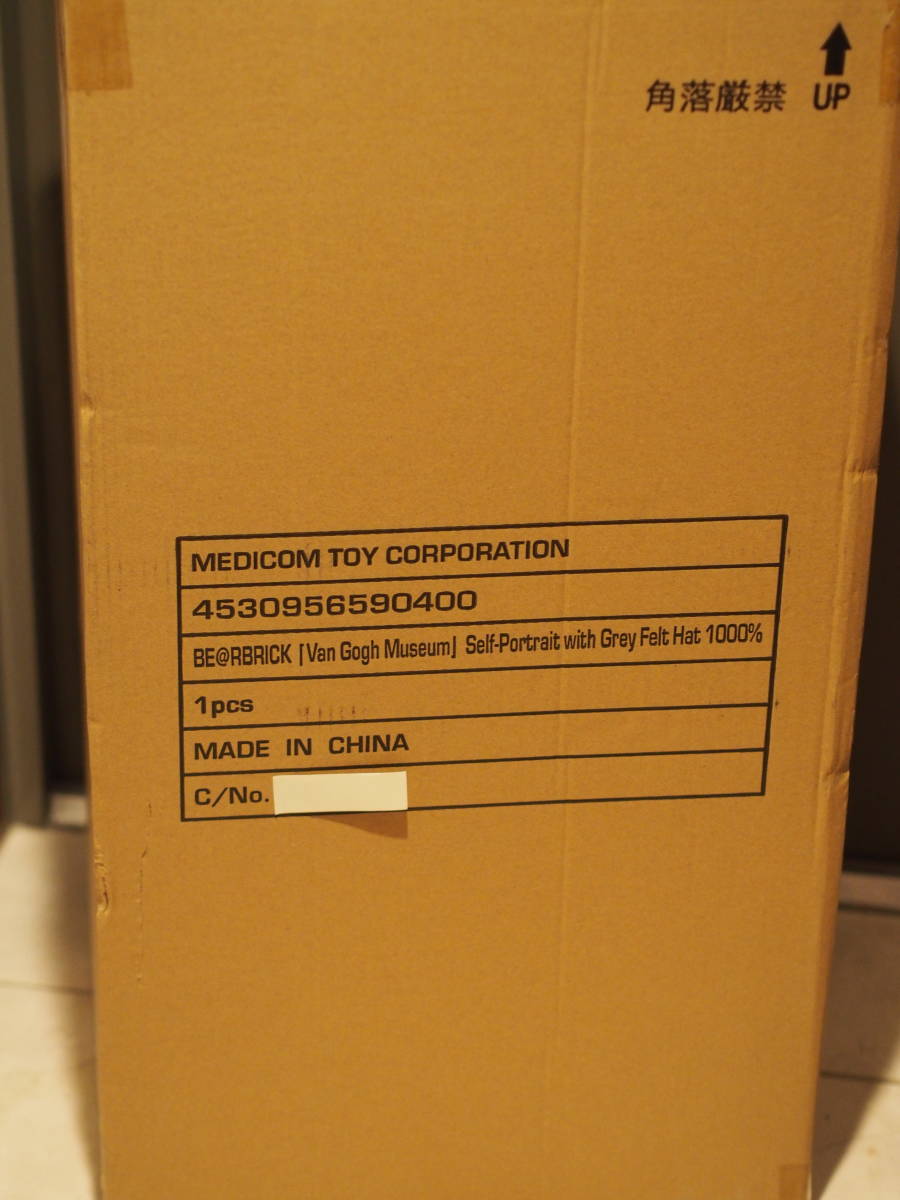 角落厳禁 UP
MEDICOM TOY CORPORATION
4530956590400
BE@RBRICK「Van Gogh Museum」Self-Portrait with Grey Felt Hat 1000%
1pcs
MADE IN CHINA
C/No.